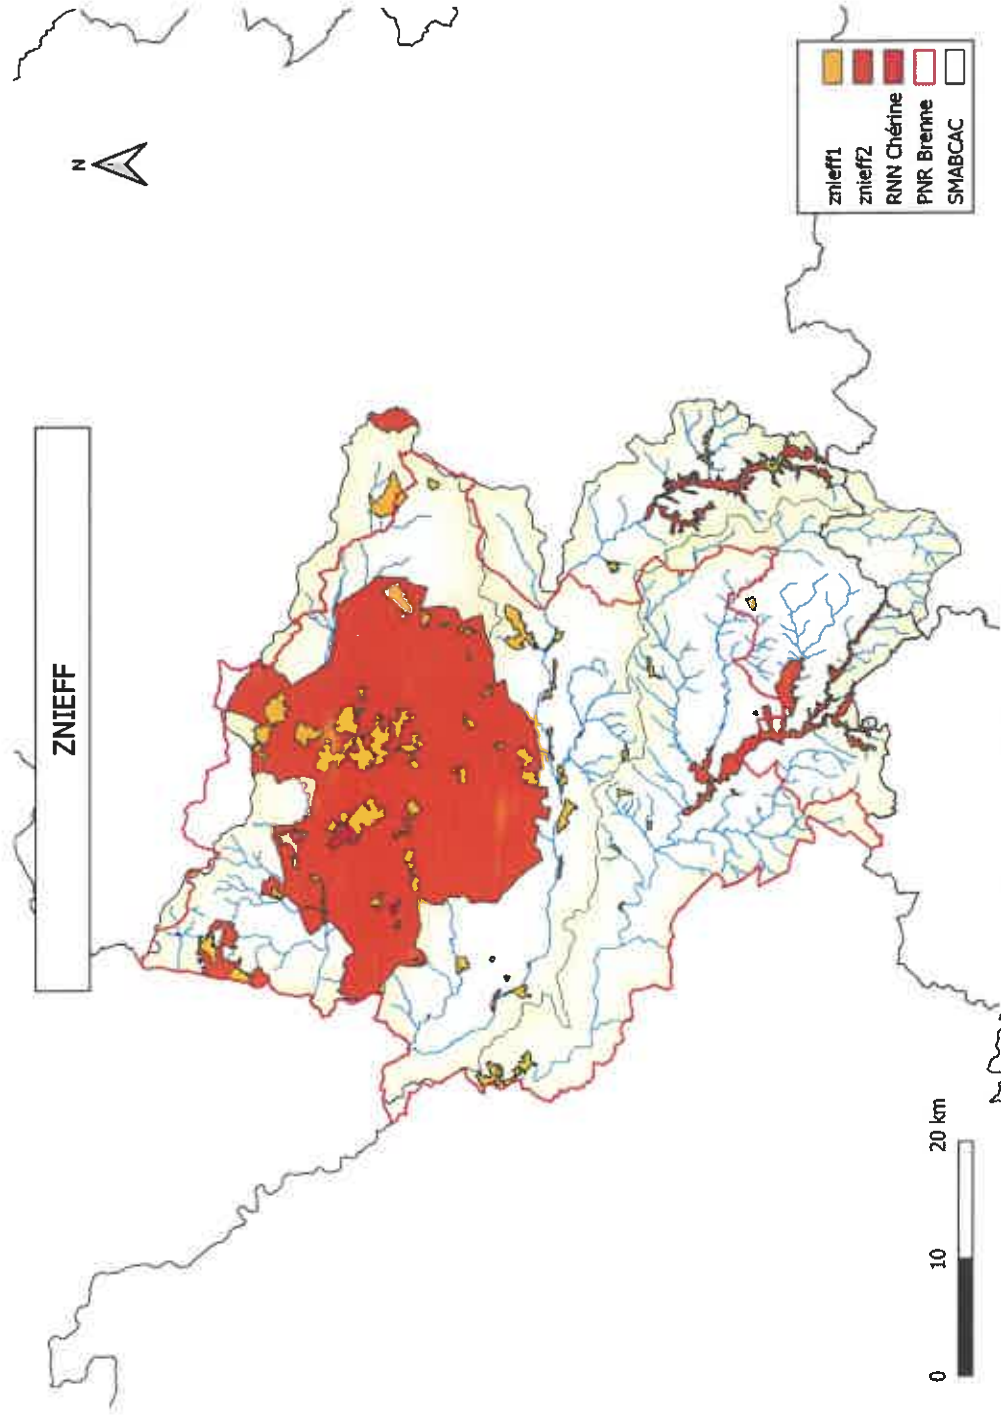 ZNIEFF
N
znieff1
znieff2
RNN Chérine
PNR Brenne
SMABCAC
0 10 20 km